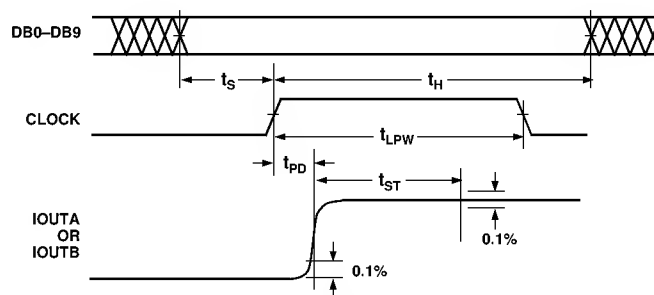 DB0–DB9
tS
tH
CLOCK
tLPW
tPD
tST
IOUTA
OR
IOUTB
0.1%
0.1%